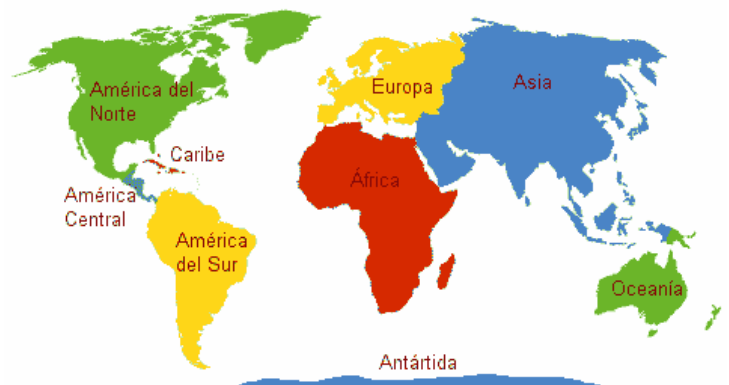 América del
Norte
Caribe
América
Central
América
del Sur
Europa
Asia
África
Oceanía
Antártida